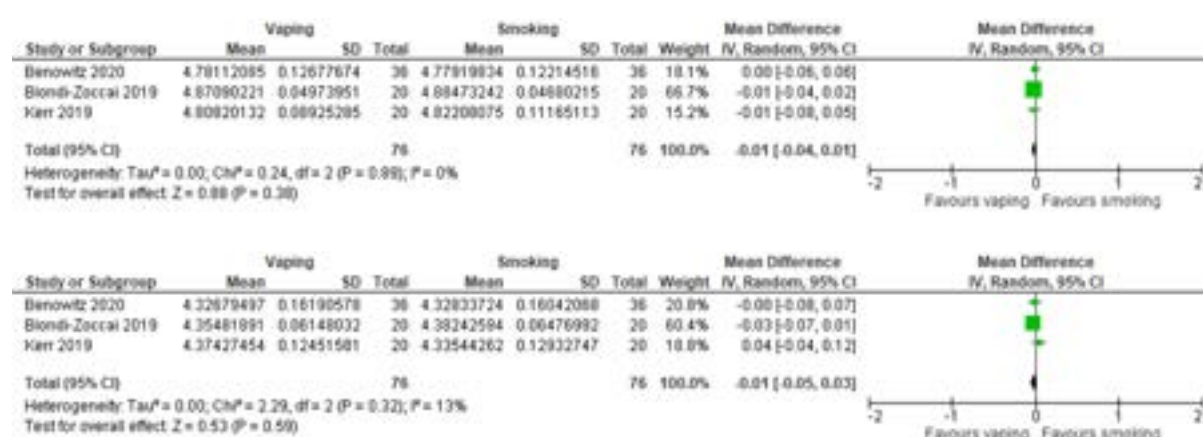 Vaping Smoking Mean Difference Mean Difference
Study or Subgroup Mean SD Total Mean SD Total Weight IV, Random, 95% CI IV, Random, 95% CI
Benowitz 2020 4.78112085 0.12677674 36 4.77819834 0.12214516 36 18.1% 0.00 [-0.06, 0.06]
Biondi-Zoccai 2019 4.87090221 0.04973951 20 4.88473242 0.04680215 20 66.7% -0.01 [-0.04, 0.02]
Kerr 2019 4.80820132 0.08925285 20 4.82208075 0.11165113 20 15.2% -0.01 [-0.08, 0.05]
Total (95% CI) 76 76 100.0% -0.01 [-0.04, 0.01]
Heterogeneity: Tau² = 0.00; Chi² = 0.24, df = 2 (P = 0.89); I² = 0%
Test for overall effect: Z = 0.88 (P = 0.38)
-2 -1 0 1 2
Favours vaping Favours smoking
Vaping Smoking Mean Difference Mean Difference
Study or Subgroup Mean SD Total Mean SD Total Weight IV, Random, 95% CI IV, Random, 95% CI
Benowitz 2020 4.32679497 0.16190578 36 4.32833724 0.16042068 36 20.8% -0.00 [-0.08, 0.07]
Biondi-Zoccai 2019 4.35481891 0.06148032 20 4.38242584 0.06476992 20 60.4% -0.03 [-0.07, 0.01]
Kerr 2019 4.37427454 0.12451581 20 4.33544262 0.12932747 20 18.8% 0.04 [-0.04, 0.12]
Total (95% CI) 76 76 100.0% -0.01 [-0.05, 0.03]
Heterogeneity: Tau² = 0.00; Chi² = 2.29, df = 2 (P = 0.32); I² = 13%
Test for overall effect: Z = 0.53 (P = 0.59)
-2 -1 0 1 2
Favours vaping Favours smoking